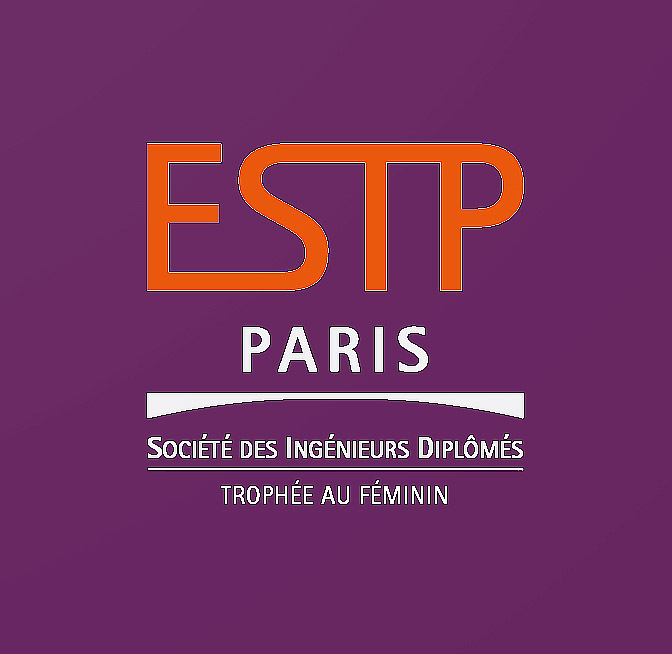 ESTP
PARIS
SOCIÉTÉ DES INGÉNIEURS DIPLÔMÉS
TROPHÉE AU FÉMININ